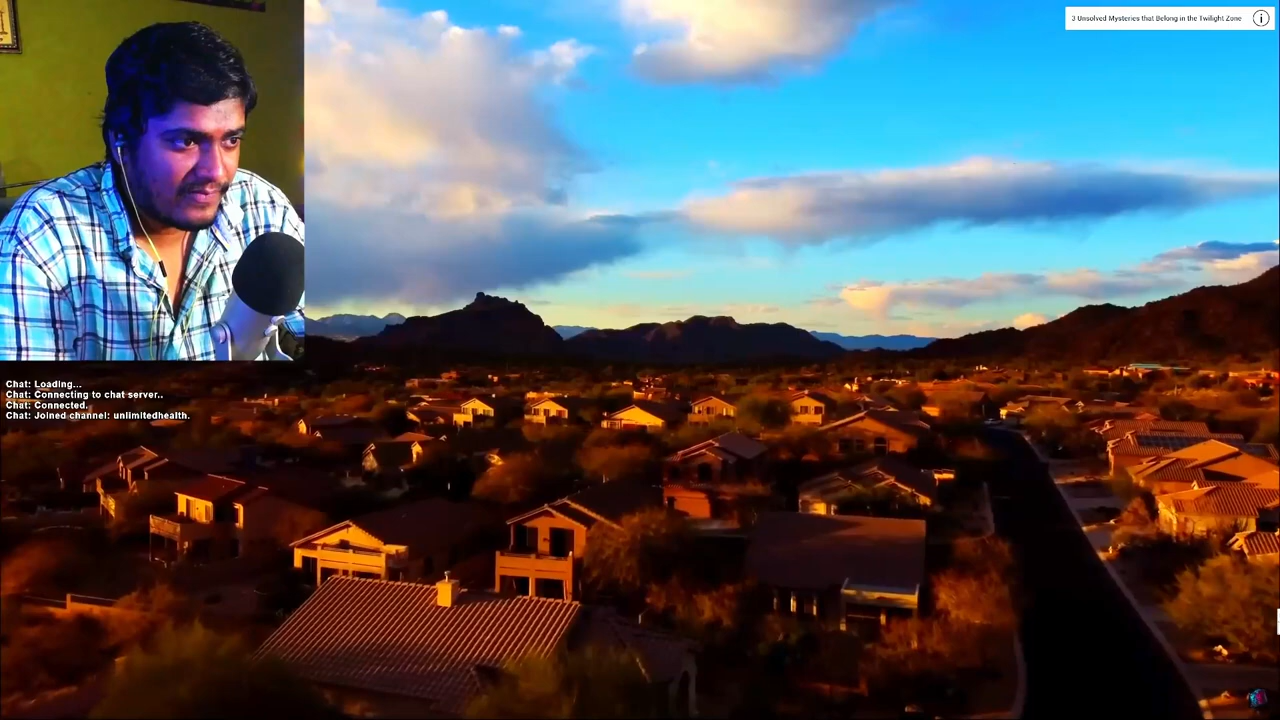 3 Unsolved Mysteries that Belong in the Twilight Zone
Chat: Loading...
Chat: Connecting to chat server..
Chat: Connected.
Chat: Joined channel: unlimitedhealth.